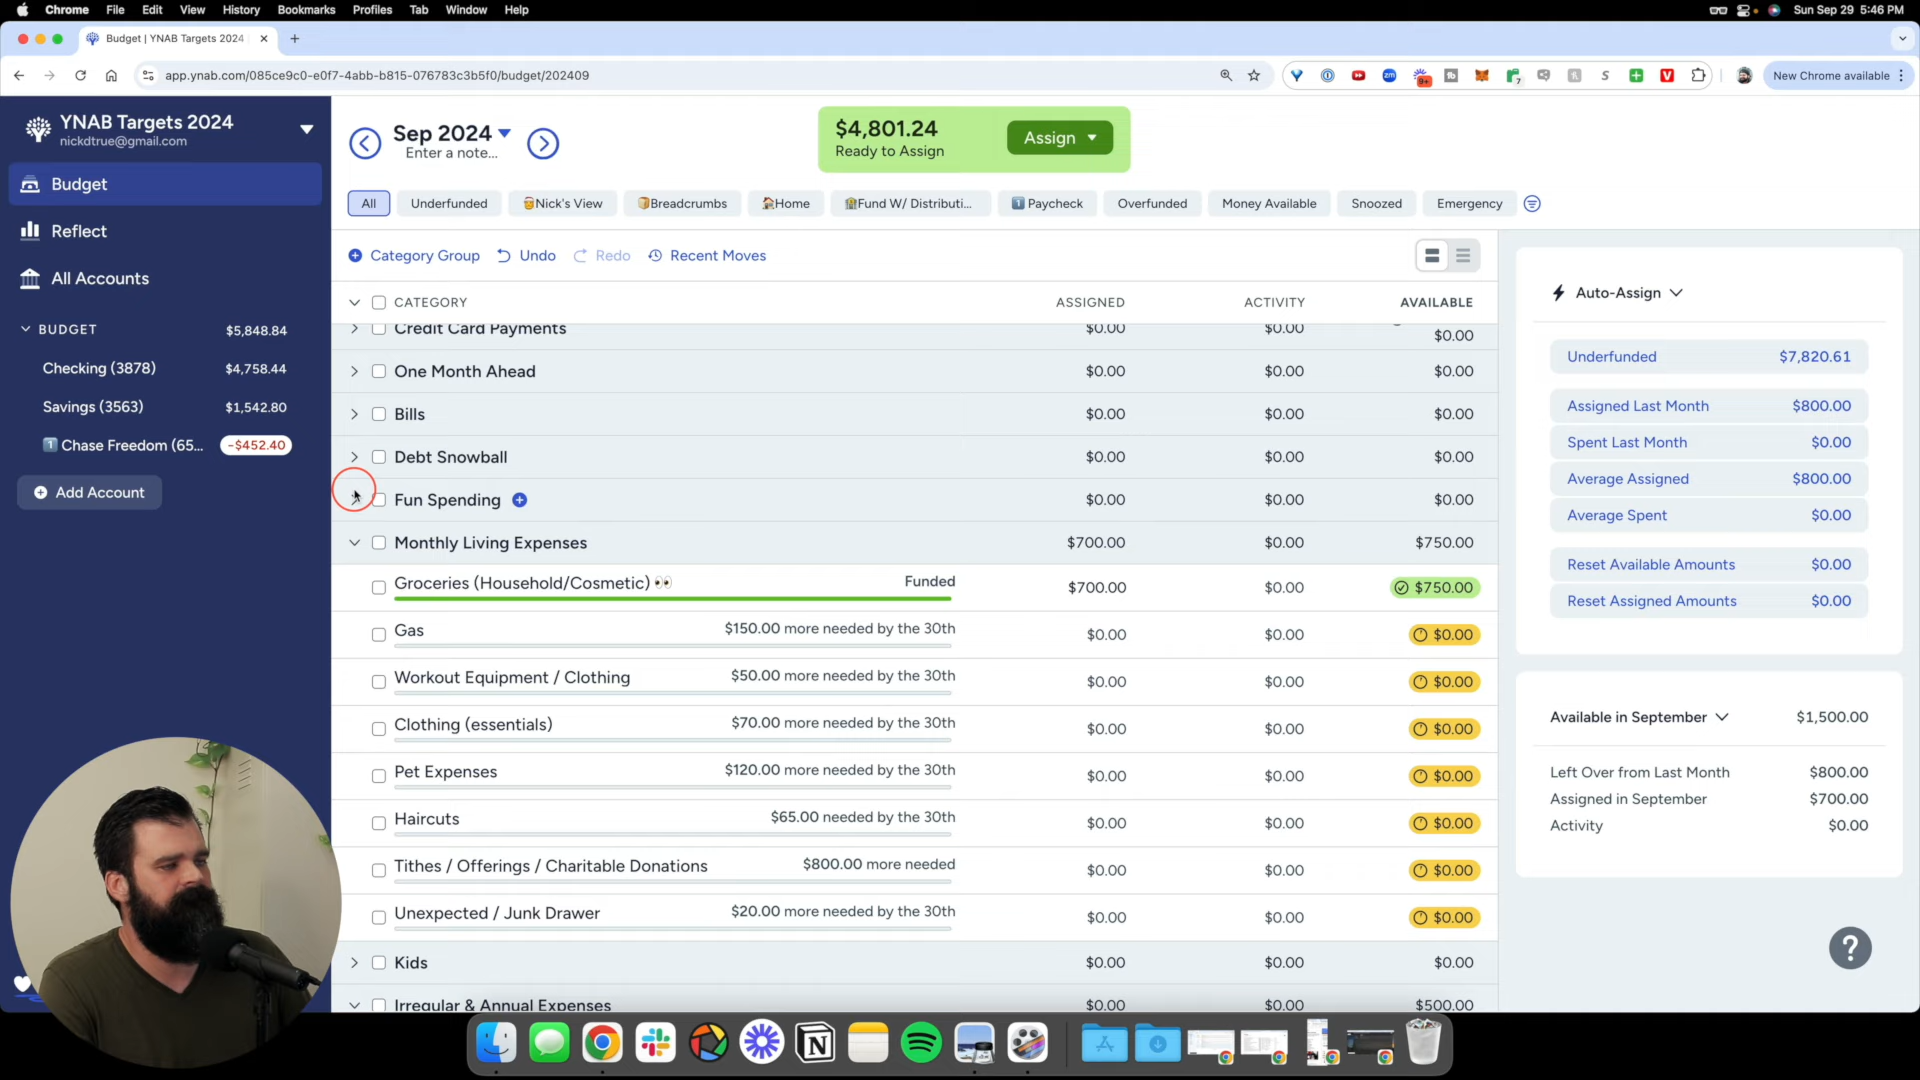 Chrome File Edit View History Bookmarks Profiles Tab Window Help
Sun Sep 29 5:46 PM
Budget | YNAB Targets 2024
app.ynab.com/085ce9c0-e0f7-4abb-b815-076783c3b5f0/budget/202409
New Chrome available
YNAB Targets 2024
nickdtrue@gmail.com
Budget
Reflect
All Accounts
BUDGET $5,848.84
Checking (3878) $4,758.44
Savings (3563) $1,542.80
1 Chase Freedom (65... -$452.40
Add Account
Sep 2024
Enter a note...
$4,801.24
Ready to Assign
Assign
All Underfunded Nick's View Breadcrumbs Home Fund W/ Distributi... 1 Paycheck Overfunded Money Available Snoozed Emergency
Category Group Undo Redo Recent Moves
CATEGORY ASSIGNED ACTIVITY AVAILABLE
Credit Card Payments $0.00 $0.00 $0.00
One Month Ahead $0.00 $0.00 $0.00
Bills $0.00 $0.00 $0.00
Debt Snowball $0.00 $0.00 $0.00
Fun Spending $0.00 $0.00 $0.00
Monthly Living Expenses $700.00 $0.00 $750.00
Groceries (Household/Cosmetic) 👀 Funded $700.00 $0.00 $750.00
Gas $150.00 more needed by the 30th $0.00 $0.00 $0.00
Workout Equipment / Clothing $50.00 more needed by the 30th $0.00 $0.00 $0.00
Clothing (essentials) $70.00 more needed by the 30th $0.00 $0.00 $0.00
Pet Expenses $120.00 more needed by the 30th $0.00 $0.00 $0.00
Haircuts $65.00 needed by the 30th $0.00 $0.00 $0.00
Tithes / Offerings / Charitable Donations $800.00 more needed $0.00 $0.00 $0.00
Unexpected / Junk Drawer $20.00 more needed by the 30th $0.00 $0.00 $0.00
Kids $0.00 $0.00 $0.00
Irregular & Annual Expenses $0.00 $0.00 $500.00
Auto-Assign
Underfunded $7,820.61
Assigned Last Month $800.00
Spent Last Month $0.00
Average Assigned $800.00
Average Spent $0.00
Reset Available Amounts $0.00
Reset Assigned Amounts $0.00
Available in September $1,500.00
Left Over from Last Month $800.00
Assigned in September $700.00
Activity $0.00
?